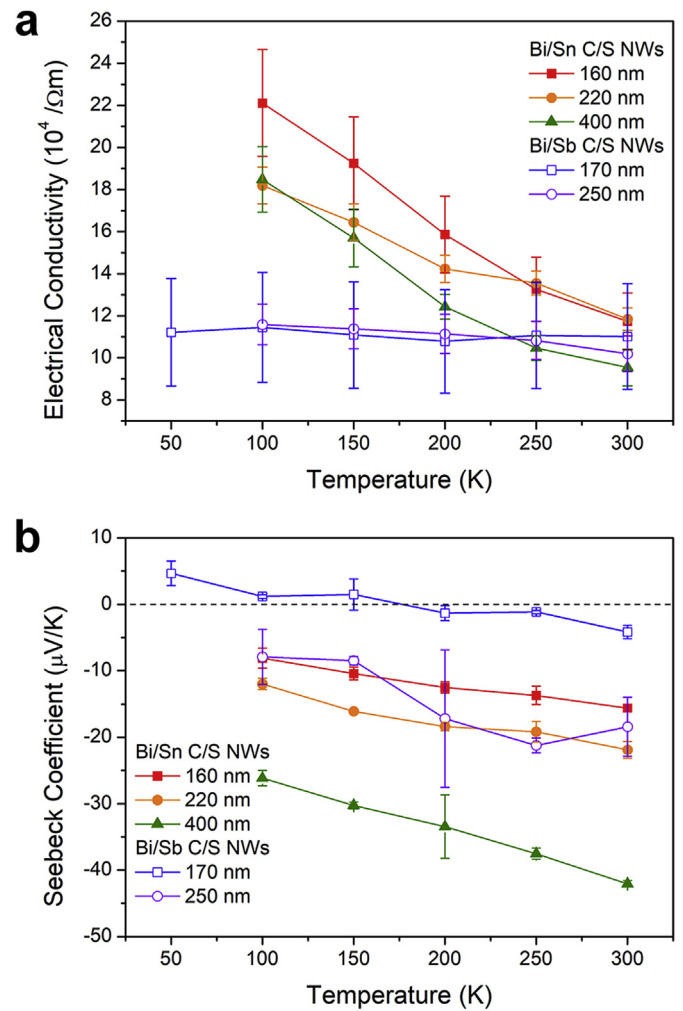 a
Electrical Conductivity (10⁴ /Ωm)
26
24
22
20
18
16
14
12
10
8
Bi/Sn C/S NWs
160 nm
220 nm
400 nm
Bi/Sb C/S NWs
170 nm
250 nm
50 100 150 200 250 300
Temperature (K)
b
Seebeck Coefficient (μV/K)
10
0
-10
-20
-30
-40
-50
Bi/Sn C/S NWs
160 nm
220 nm
400 nm
Bi/Sb C/S NWs
170 nm
250 nm
50 100 150 200 250 300
Temperature (K)